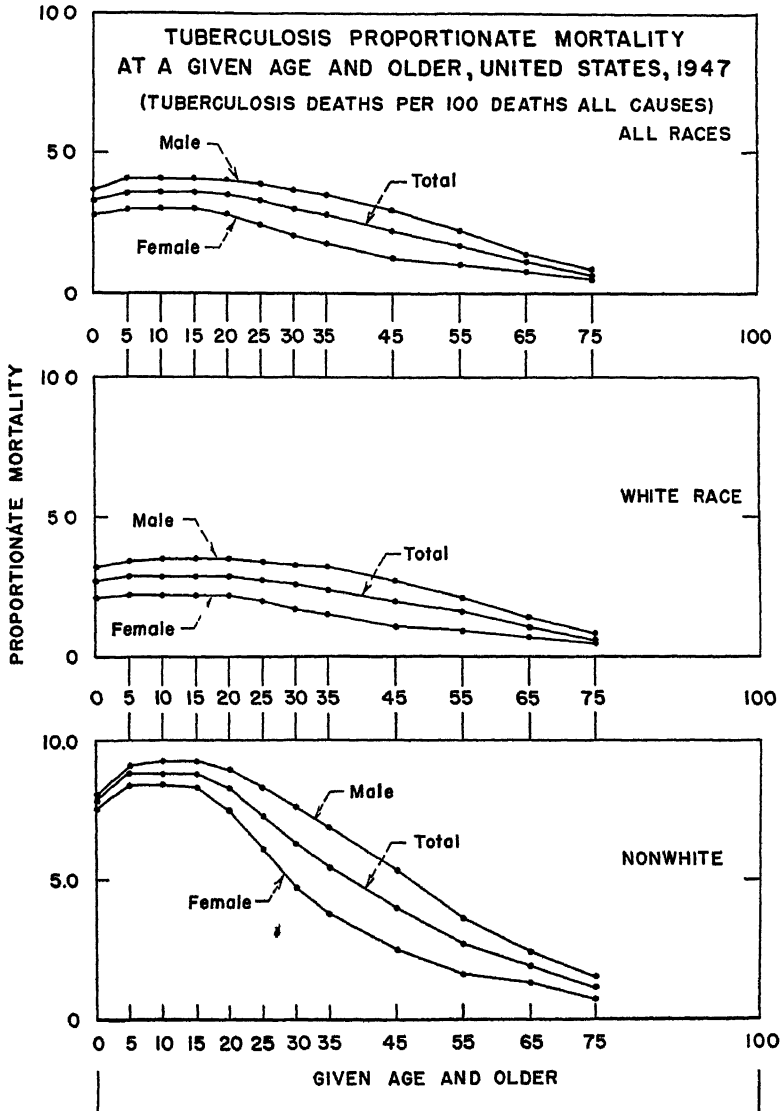 10 0
TUBERCULOSIS PROPORTIONATE MORTALITY
AT A GIVEN AGE AND OLDER, UNITED STATES, 1947
(TUBERCULOSIS DEATHS PER 100 DEATHS ALL CAUSES)
ALL RACES
Male
50
Total
Female
0
0 5 10 15 20 25 30 35 45 55 65 75 100
PROPORTIONATE MORTALITY
10 0
WHITE RACE
50
Male
Total
Female
0
0 5 10 15 20 25 30 35 45 55 65 75 100
10.0
Male
Total
NONWHITE
5.0
Female
0
0 5 10 15 20 25 30 35 45 55 65 75 100
GIVEN AGE AND OLDER